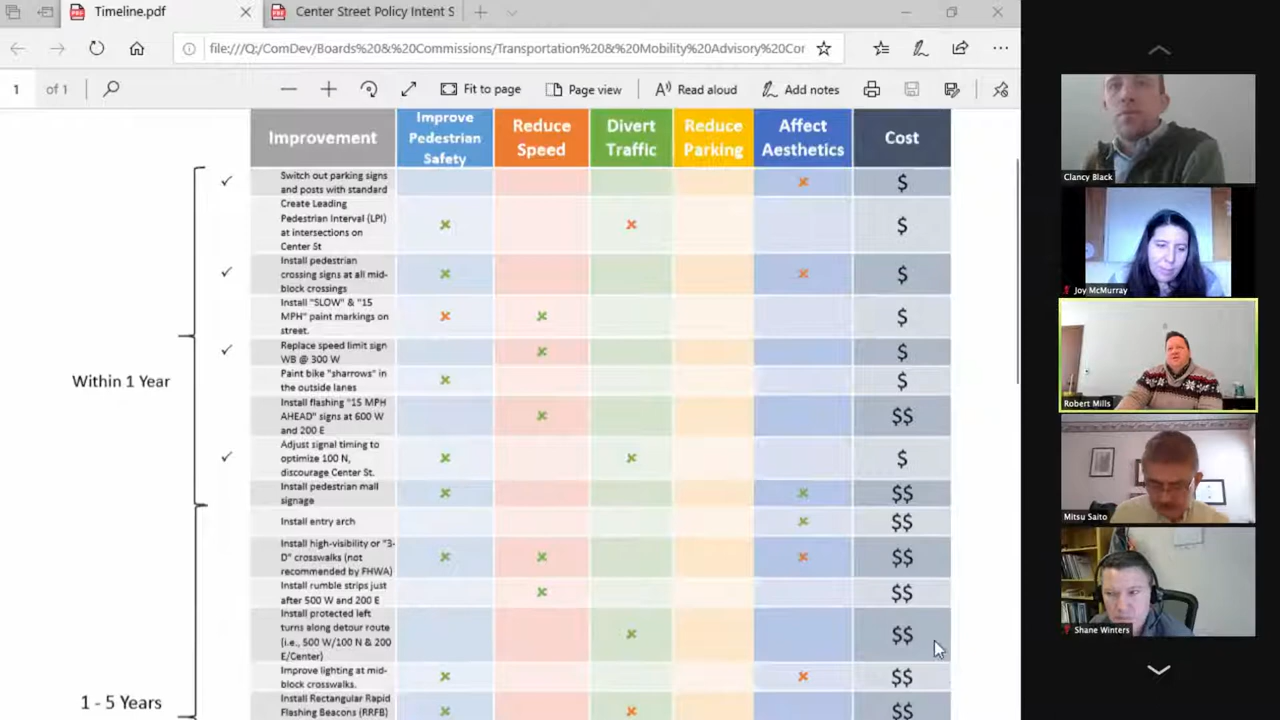 Timeline.pdf
Center Street Policy Intent S
file:///Q:/ComDev/Boards%20&%20Commissions/Transportation%20&%20Mobility%20Advisory%20Cor
1 of 1
Fit to page
Page view
Read aloud
Add notes
Improvement
Improve
Pedestrian
Safety
Reduce
Speed
Divert
Traffic
Reduce
Parking
Affect
Aesthetics
Cost
✓ Switch out parking signs
and posts with standard
x $
Create Leading
Pedestrian Interval (LPI)
at intersections on
Center St
x x $
✓ Install pedestrian
crossing signs at all mid-
block crossings
x x $
Install "SLOW" & "15
MPH" paint markings on
street.
x x $
✓ Replace speed limit sign
WB @ 300 W
x $
Within 1 Year
Paint bike "sharrows" in
the outside lanes
x $
Install flashing "15 MPH
AHEAD" signs at 600 W
and 200 E
x $$
✓ Adjust signal timing to
optimize 100 N,
discourage Center St.
x x $
Install pedestrian mall
signage
x x $$
Install entry arch
x $$
Install high-visibility or "3-
D" crosswalks (not
recommended by FHWA)
x x x $$
Install rumble strips just
after 500 W and 200 E
x $$
Install protected left
turns along detour route
(i.e., 500 W/100 N & 200
E/Center)
x $$
Improve lighting at mid-
block crosswalks.
x x $$
1 - 5 Years
Install Rectangular Rapid
Flashing Beacons (RRFB)
x x $$
Clancy Black
Joy McMurray
Robert Mills
Mitsu Saito
Shane Winters